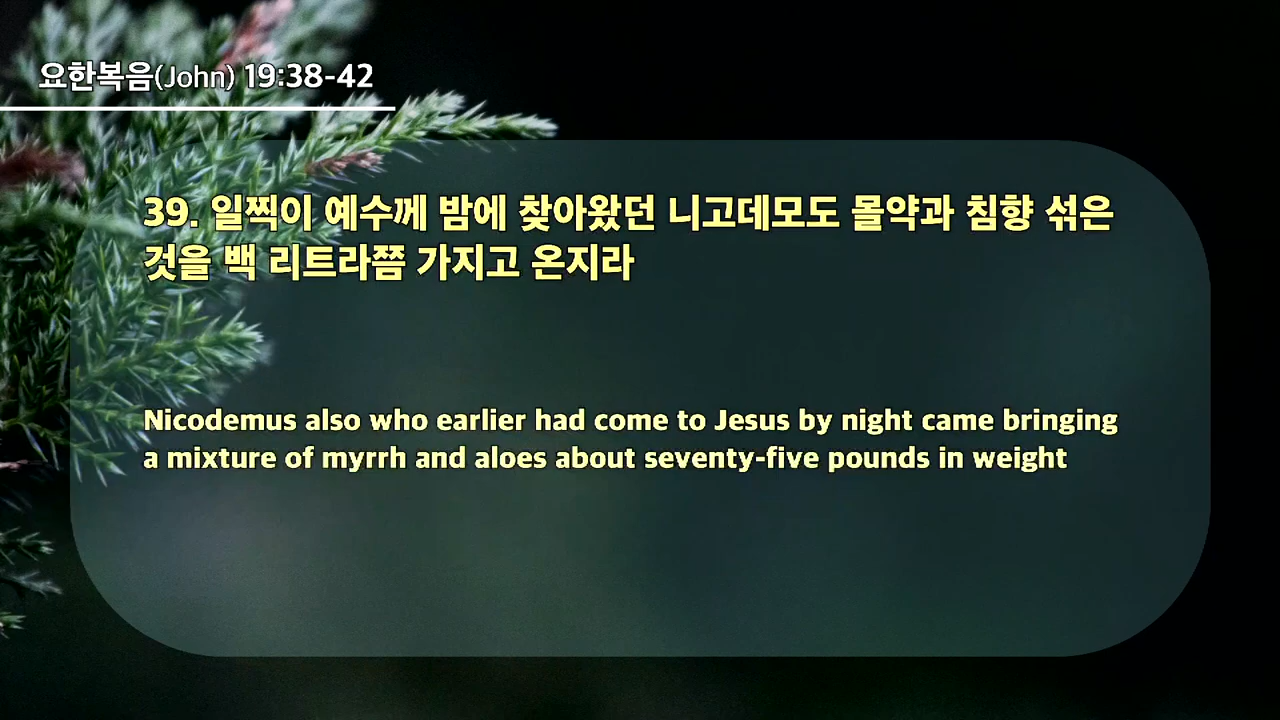 요한복음(John) 19:38-42
39. 일찍이 예수께 밤에 찾아왔던 니고데모도 몰약과 침향 섞은
것을 백 리트라쯤 가지고 온지라
Nicodemus also who earlier had come to Jesus by night came bringing
a mixture of myrrh and aloes about seventy-five pounds in weight